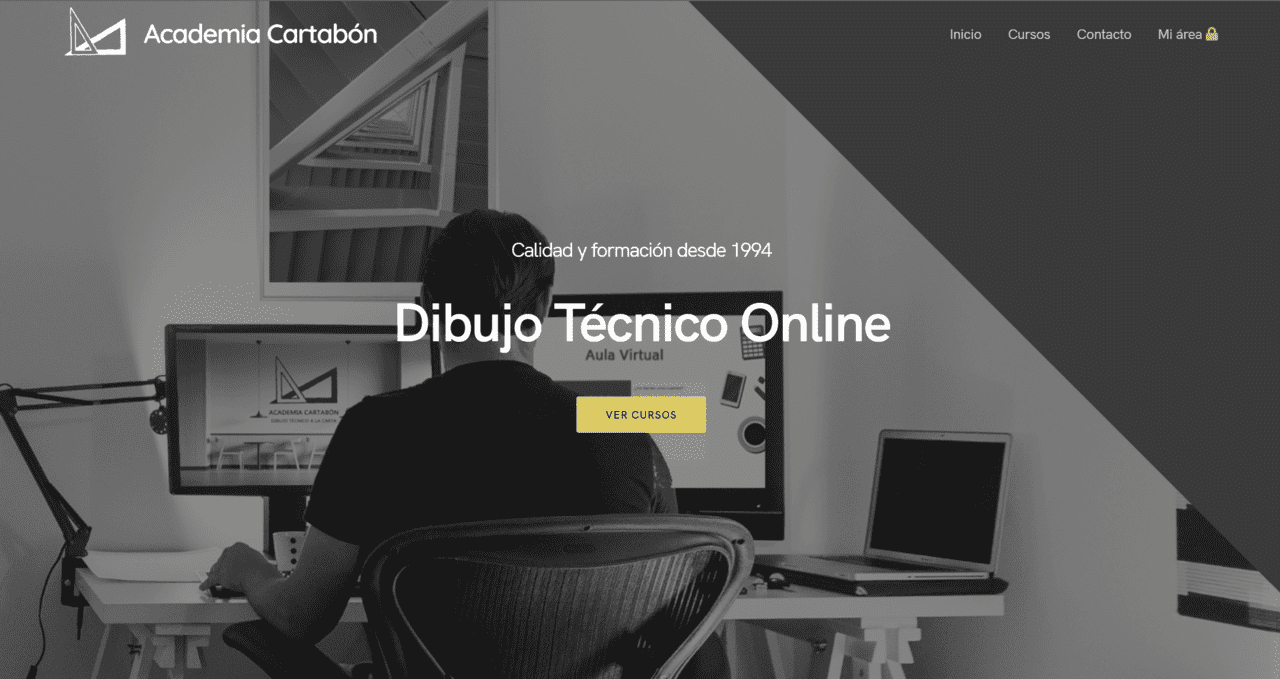 Academia Cartabón
Inicio
Cursos
Contacto
Mi área
Calidad y formación desde 1994
Dibujo Técnico Online
Aula Virtual
ACADEMIA CARTABÓN
DIBUJO TÉCNICO A LA CARTA
VER CURSOS